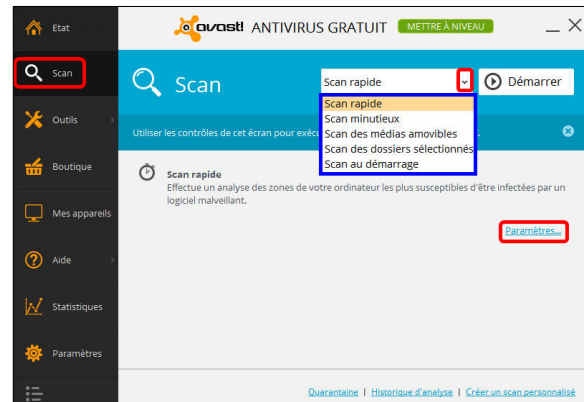 Etat
avast! ANTIVIRUS GRATUIT METTRE À NIVEAU
Scan
Scan
Scan rapide
Démarrer
Scan rapide
Scan minutieux
Scan des médias amovibles
Scan des dossiers sélectionnés
Scan au démarrage
Outils
Utiliser les contrôles de cet écran pour
Boutique
Scan rapide
Effectue un analyse des zones de votre ordinateur les plus susceptibles d'être infectées par un
logiciel malveillant.
Mes appareils
Paramètres...
Aide
Statistiques
Paramètres
Quarantaine | Historique d'analyse | Créer un scan personnalisé